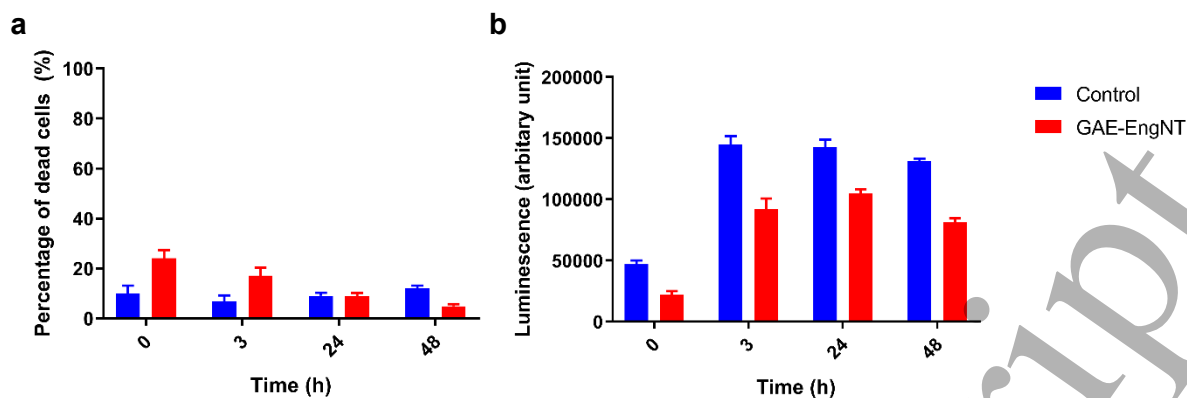 a
Percentage of dead cells (%)
100
80
60
40
20
0
0
3
24
48
Time (h)
b
Luminescence (arbitary unit)
200000
150000
100000
50000
0
0
3
24
48
Time (h)
Control
GAE-EngNT
ipt